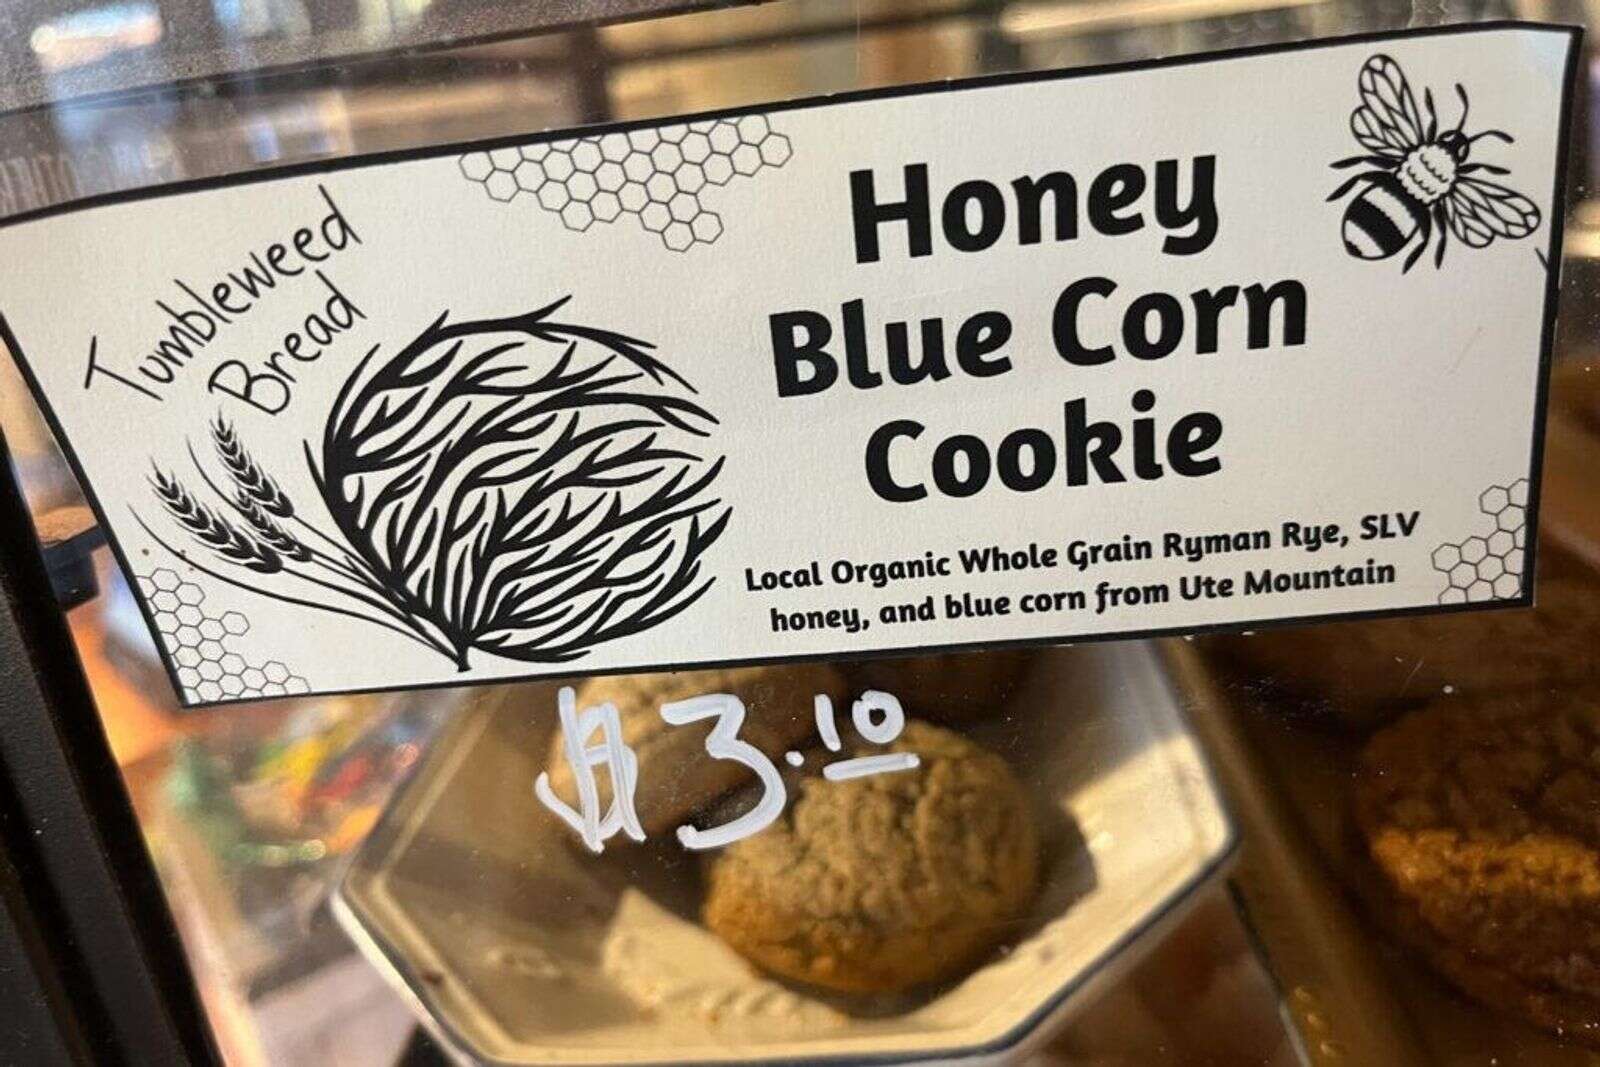 Tumbleweed
Bread
Honey
Blue Corn
Cookie
Local Organic Whole Grain Ryman Rye, SLV
honey, and blue corn from Ute Mountain
$3.10